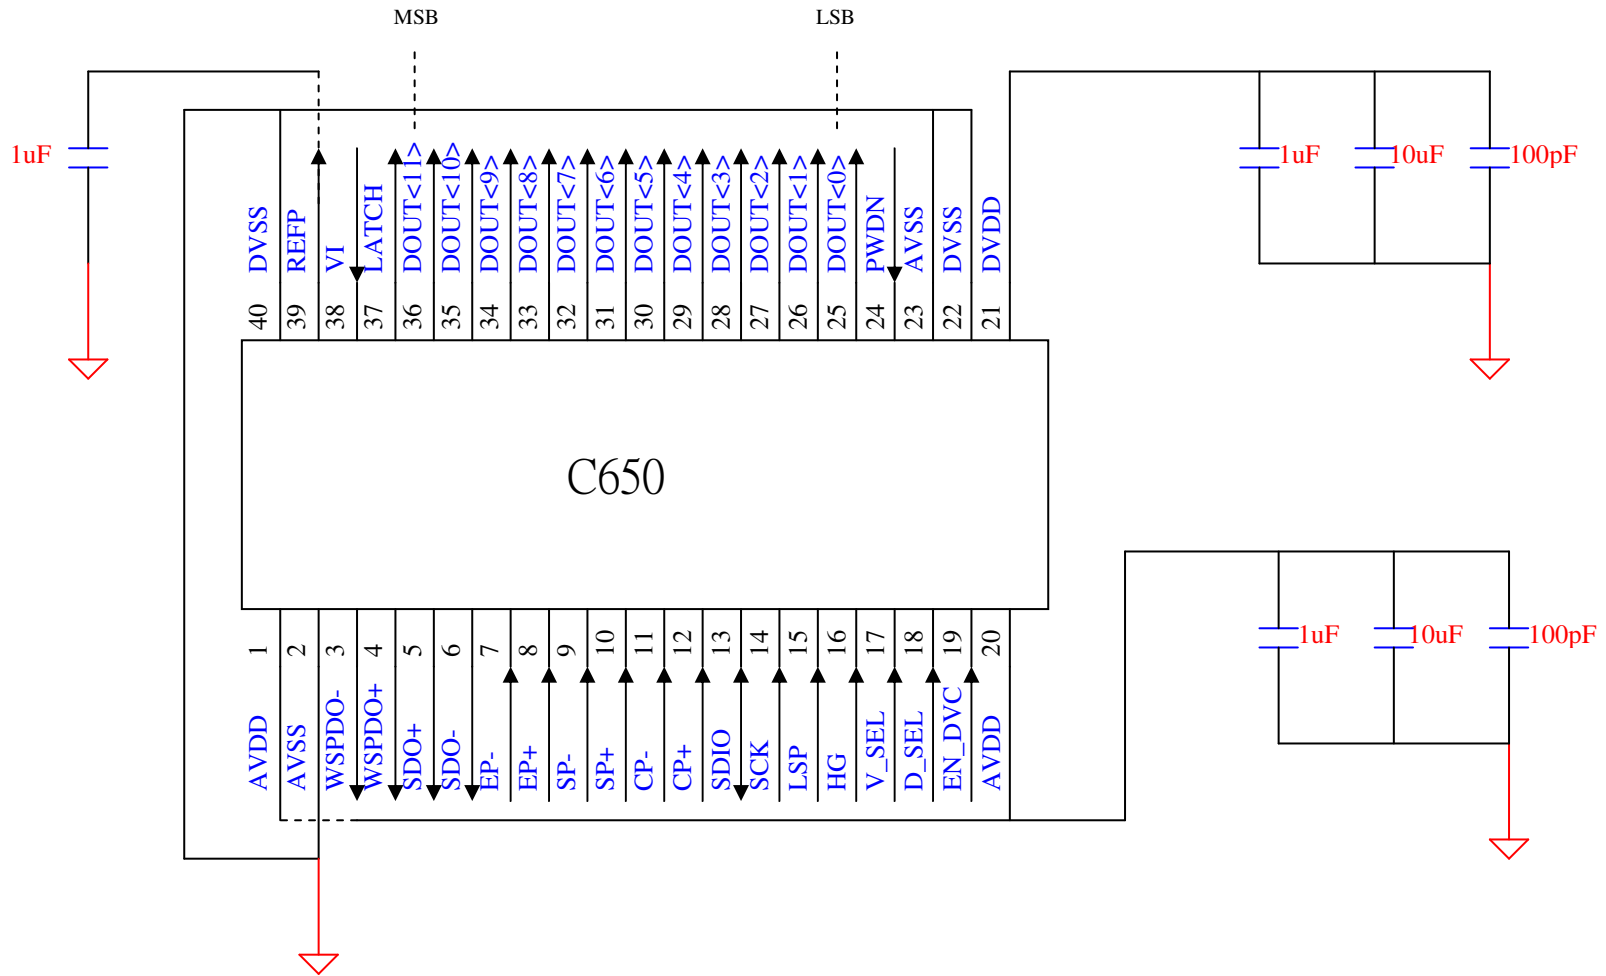 MSB
LSB
1uF
1uF
10uF
100pF
DVSS
REFP
VI
LATCH
DOUT<11>
DOUT<10>
DOUT<9>
DOUT<8>
DOUT<7>
DOUT<6>
DOUT<5>
DOUT<4>
DOUT<3>
DOUT<2>
DOUT<1>
DOUT<0>
PWDN
AVSS
DVSS
DVDD
40
39
38
37
36
35
34
33
32
31
30
29
28
27
26
25
24
23
22
21
C650
1
2
3
4
5
6
7
8
9
10
11
12
13
14
15
16
17
18
19
20
1uF
10uF
100pF
AVDD
AVSS
WSPDO-
WSPDO+
SDO+
SDO-
EP-
EP+
SP-
SP+
CP-
CP+
SDIO
SCK
LSP
HG
V_SEL
D_SEL
EN_DVC
AVDD